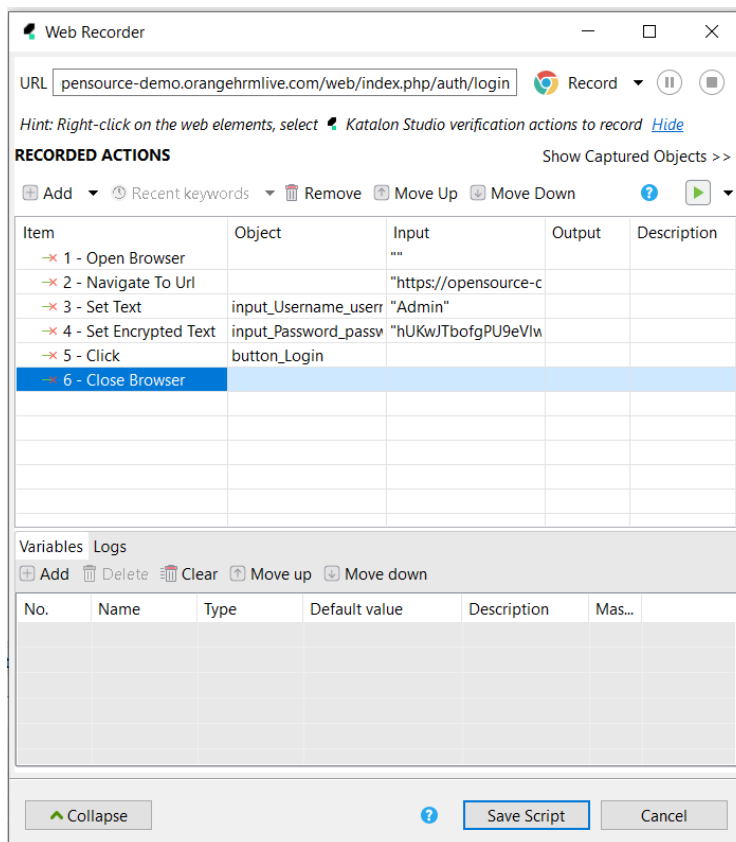 Web Recorder
URL pensource-demo.orangehrmlive.com/web/index.php/auth/login Record
Hint: Right-click on the web elements, select Katalon Studio verification actions to record Hide
RECORDED ACTIONS Show Captured Objects >>
Add Recent keywords Remove Move Up Move Down ?
Item Object Input Output Description
1 - Open Browser ""
2 - Navigate To Url "https://opensource-c
3 - Set Text input_Username_userr "Admin"
4 - Set Encrypted Text input_Password_passw "hUKwJTbofgPU9eVIw
5 - Click button_Login
6 - Close Browser
Variables Logs
Add Delete Clear Move up Move down
No. Name Type Default value Description Mas...
Collapse ? Save Script Cancel